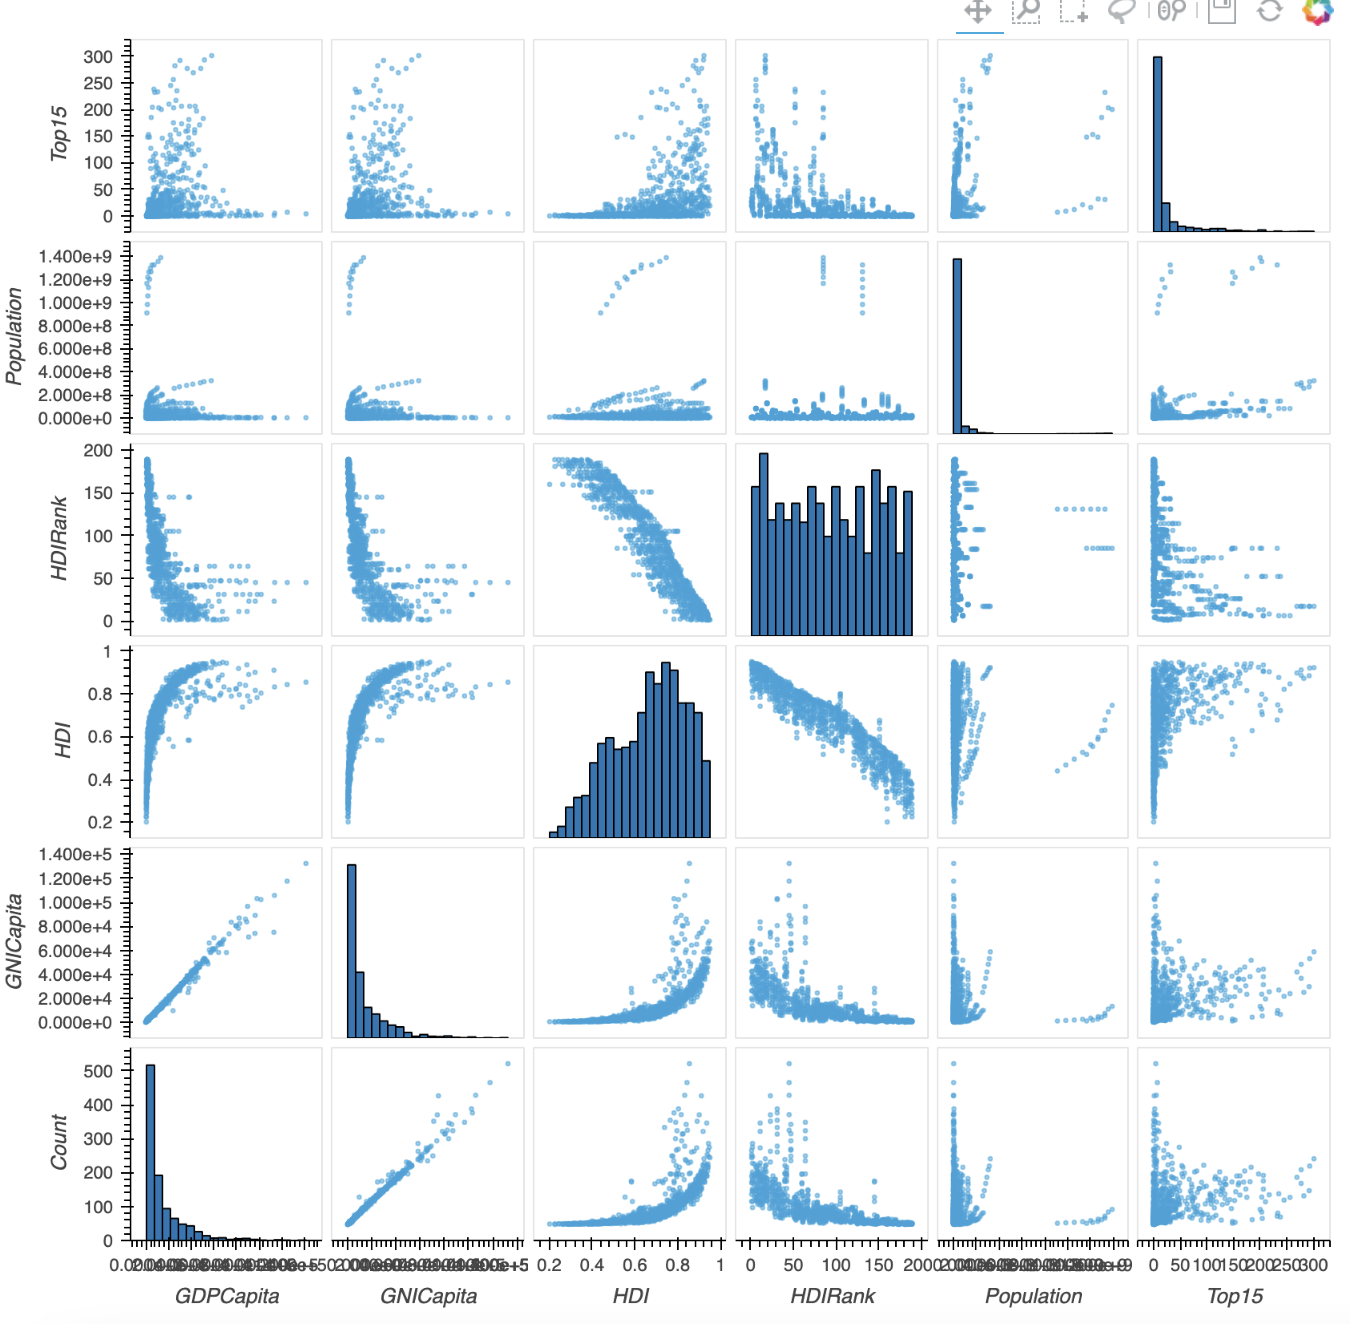 300
250
200
150
100
50
0
Top15
1.400e+9
1.200e+9
1.000e+9
8.000e+8
6.000e+8
4.000e+8
2.000e+8
0.000e+0
Population
200
150
100
50
0
HDIRank
1
0.8
0.6
0.4
0.2
HDI
1.400e+5
1.200e+5
1.000e+5
8.000e+4
6.000e+4
4.000e+4
2.000e+4
0.000e+0
GNICapita
500
400
300
200
100
0
Count
0.2 0.4 0.6 0.8 1
0 50 100 150 200
0 50 100 150 200 250 300
GDPCapita GNICapita HDI HDIRank Population Top15